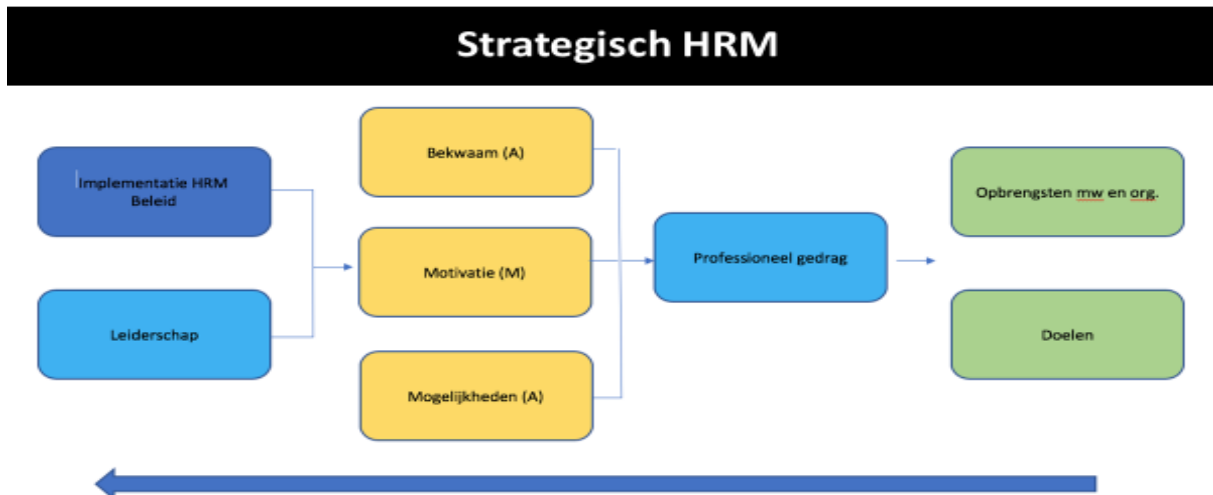 Strategisch HRM
Implementatie HRM
Beleid
Leiderschap
Bekwaam (A)
Motivatie (M)
Mogelijkheden (A)
Professioneel gedrag
Opbrengsten mw en org.
Doelen